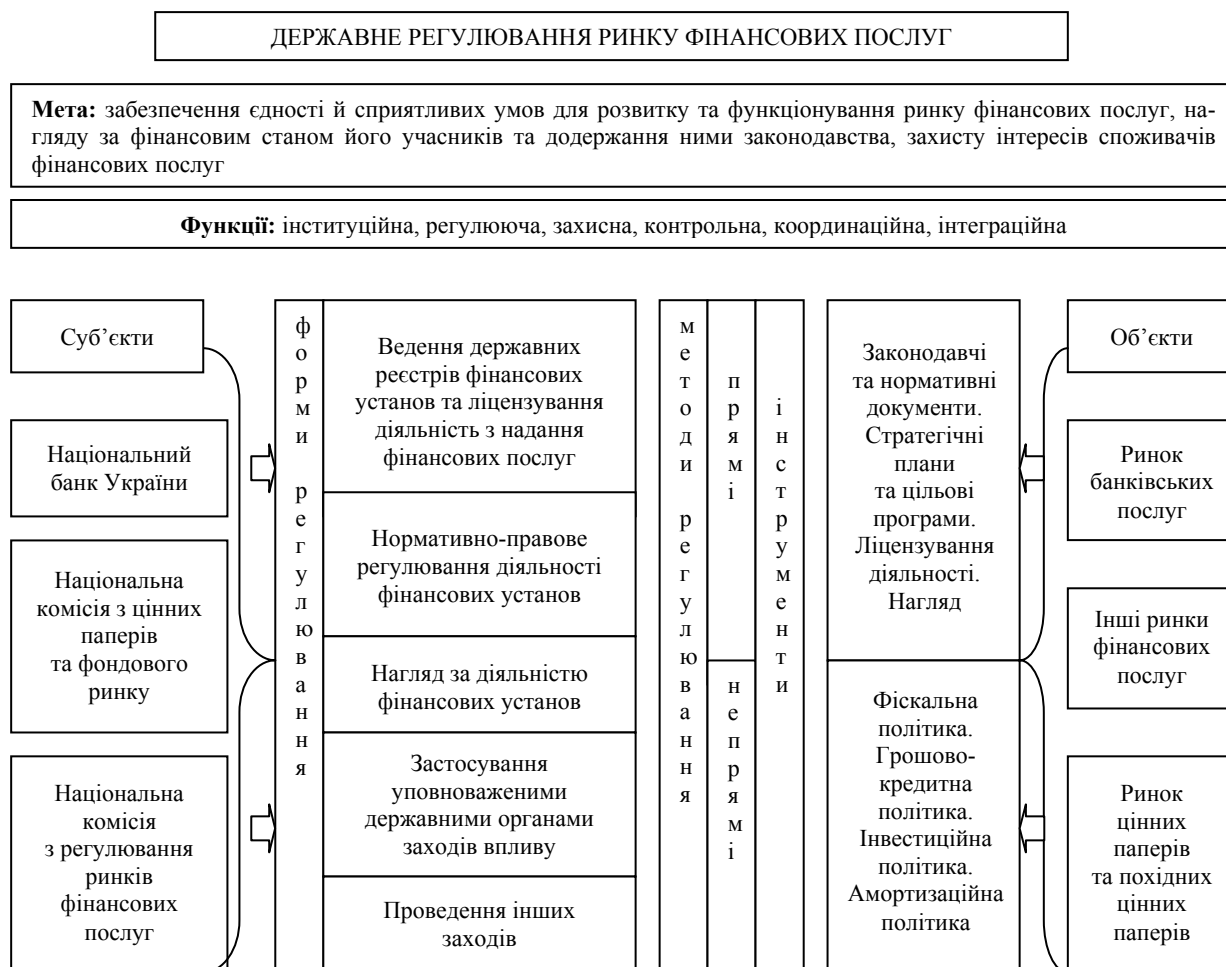 ДЕРЖАВНЕ РЕГУЛЮВАННЯ РИНКУ ФІНАНСОВИХ ПОСЛУГ
Мета: забезпечення єдності й сприятливих умов для розвитку та функціонування ринку фінансових послуг, на-
гляду за фінансовим станом його учасників та додержання ними законодавства, захисту інтересів споживачів
фінансових послуг
Функції: інституційна, регулююча, захисна, контрольна, координаційна, інтеграційна
Суб’єкти
Національний
банк України
Національна
комісія з цінних
паперів
та фондового
ринку
Національна
комісія
з регулювання
ринків
фінансових
послуг
форми регулювання
Ведення державних
реєстрів фінансових
установ та ліцензування
діяльність з надання
фінансових послуг
Нормативно-правове
регулювання діяльності
фінансових установ
Нагляд за діяльністю
фінансових установ
Застосування
уповноваженими
державними органами
заходів впливу
Проведення інших
заходів
методи регулювання
прямі
непрямі
інструменти
Законодавчі
та нормативні
документи.
Стратегічні
плани
та цільові
програми.
Ліцензування
діяльності.
Нагляд
Фіскальна
політика.
Грошово-
кредитна
політика.
Інвестиційна
політика.
Амортизаційна
політика
Об’єкти
Ринок
банківських
послуг
Інші ринки
фінансових
послуг
Ринок
цінних
паперів
та похідних
цінних
паперів